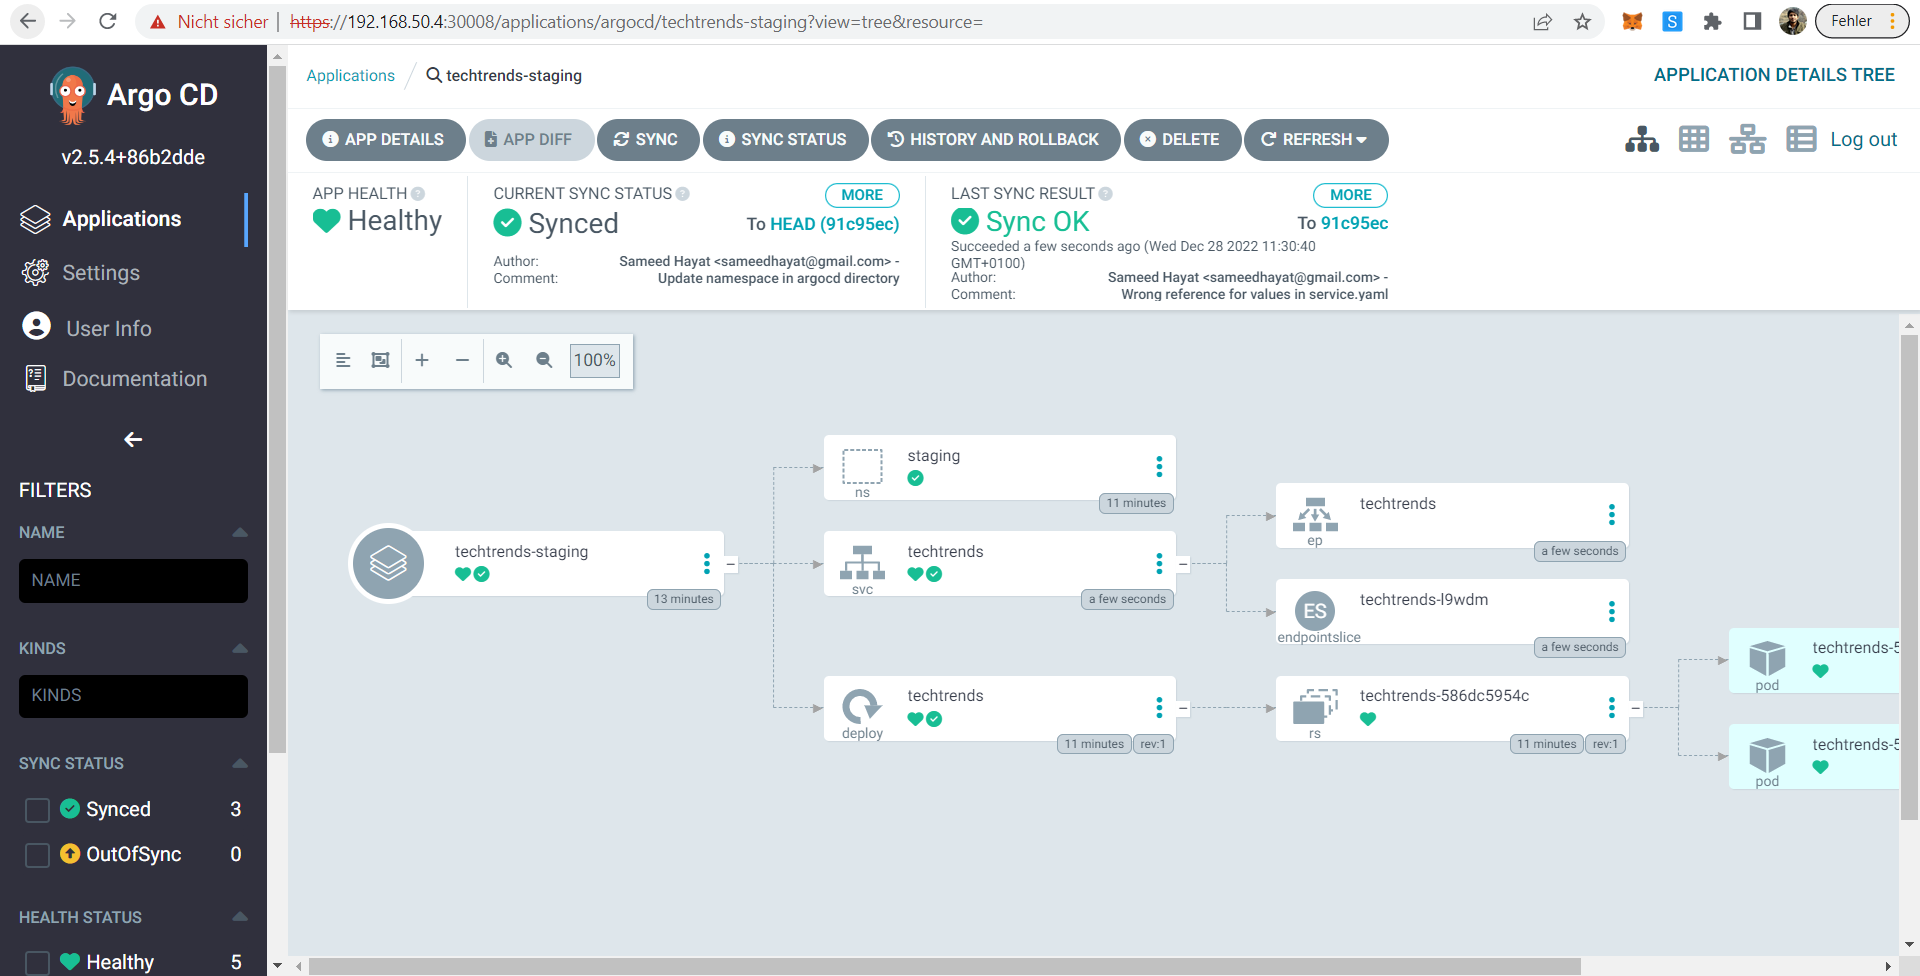 Nicht sicher | https://192.168.50.4:30008/applications/argocd/techtrends-staging?view=tree&resource=
S
Fehler
Argo CD
v2.5.4+86b2dde
Applications
Settings
User Info
Documentation
FILTERS
NAME
NAME
KINDS
KINDS
SYNC STATUS
Synced 3
OutOfSync 0
HEALTH STATUS
Healthy 5
Applications / techtrends-staging
APPLICATION DETAILS TREE
APP DETAILS
APP DIFF
SYNC
SYNC STATUS
HISTORY AND ROLLBACK
DELETE
REFRESH
Log out
APP HEALTH
Healthy
CURRENT SYNC STATUS
MORE
Synced
To HEAD (91c95ec)
Author: Sameed Hayat <sameedhayat@gmail.com> -
Comment: Update namespace in argocd directory
LAST SYNC RESULT
MORE
Sync OK
To 91c95ec
Succeeded a few seconds ago (Wed Dec 28 2022 11:30:40
GMT+0100)
Author: Sameed Hayat <sameedhayat@gmail.com> -
Comment: Wrong reference for values in service.yaml
100%
techtrends-staging
13 minutes
staging
ns
11 minutes
techtrends
svc
a few seconds
techtrends
deploy
11 minutes
rev:1
techtrends
ep
a few seconds
ES
techtrends-l9wdm
endpointslice
a few seconds
techtrends-586dc5954c
rs
11 minutes
rev:1
techtrends-5
pod
techtrends-5
pod